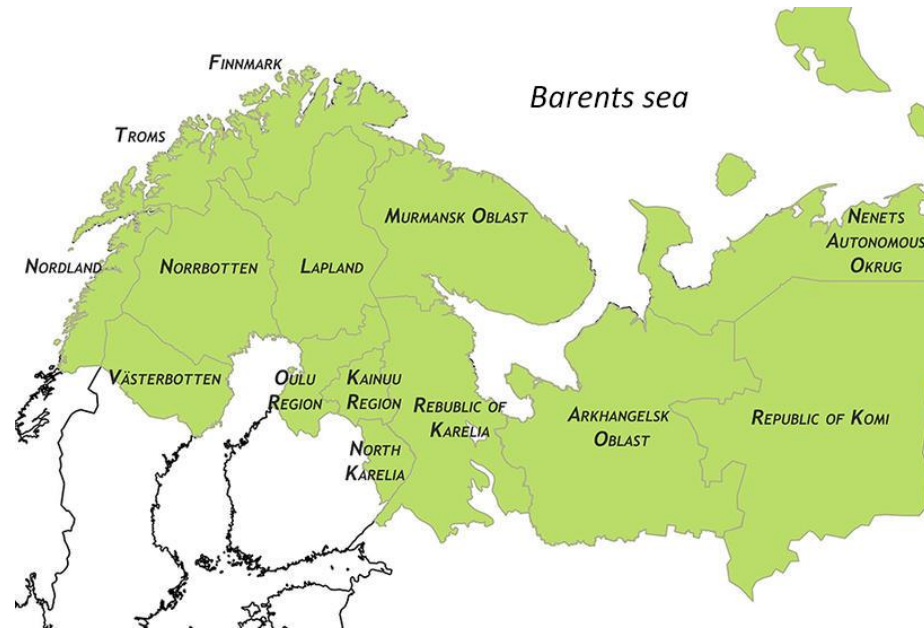 FINNMARK
Barents sea
TROMS
MURMANSK OBLAST
NENETS
AUTONOMOUS
OKRUG
NORDLAND
NORRBOTTEN
LAPLAND
VÄSTERBOTTEN
OULU
REGION
KAINUU
REGION
REBUBLIC OF
KARELIA
ARKHANGELSK
OBLAST
REPUBLIC OF KOMI
NORTH
KARELIA